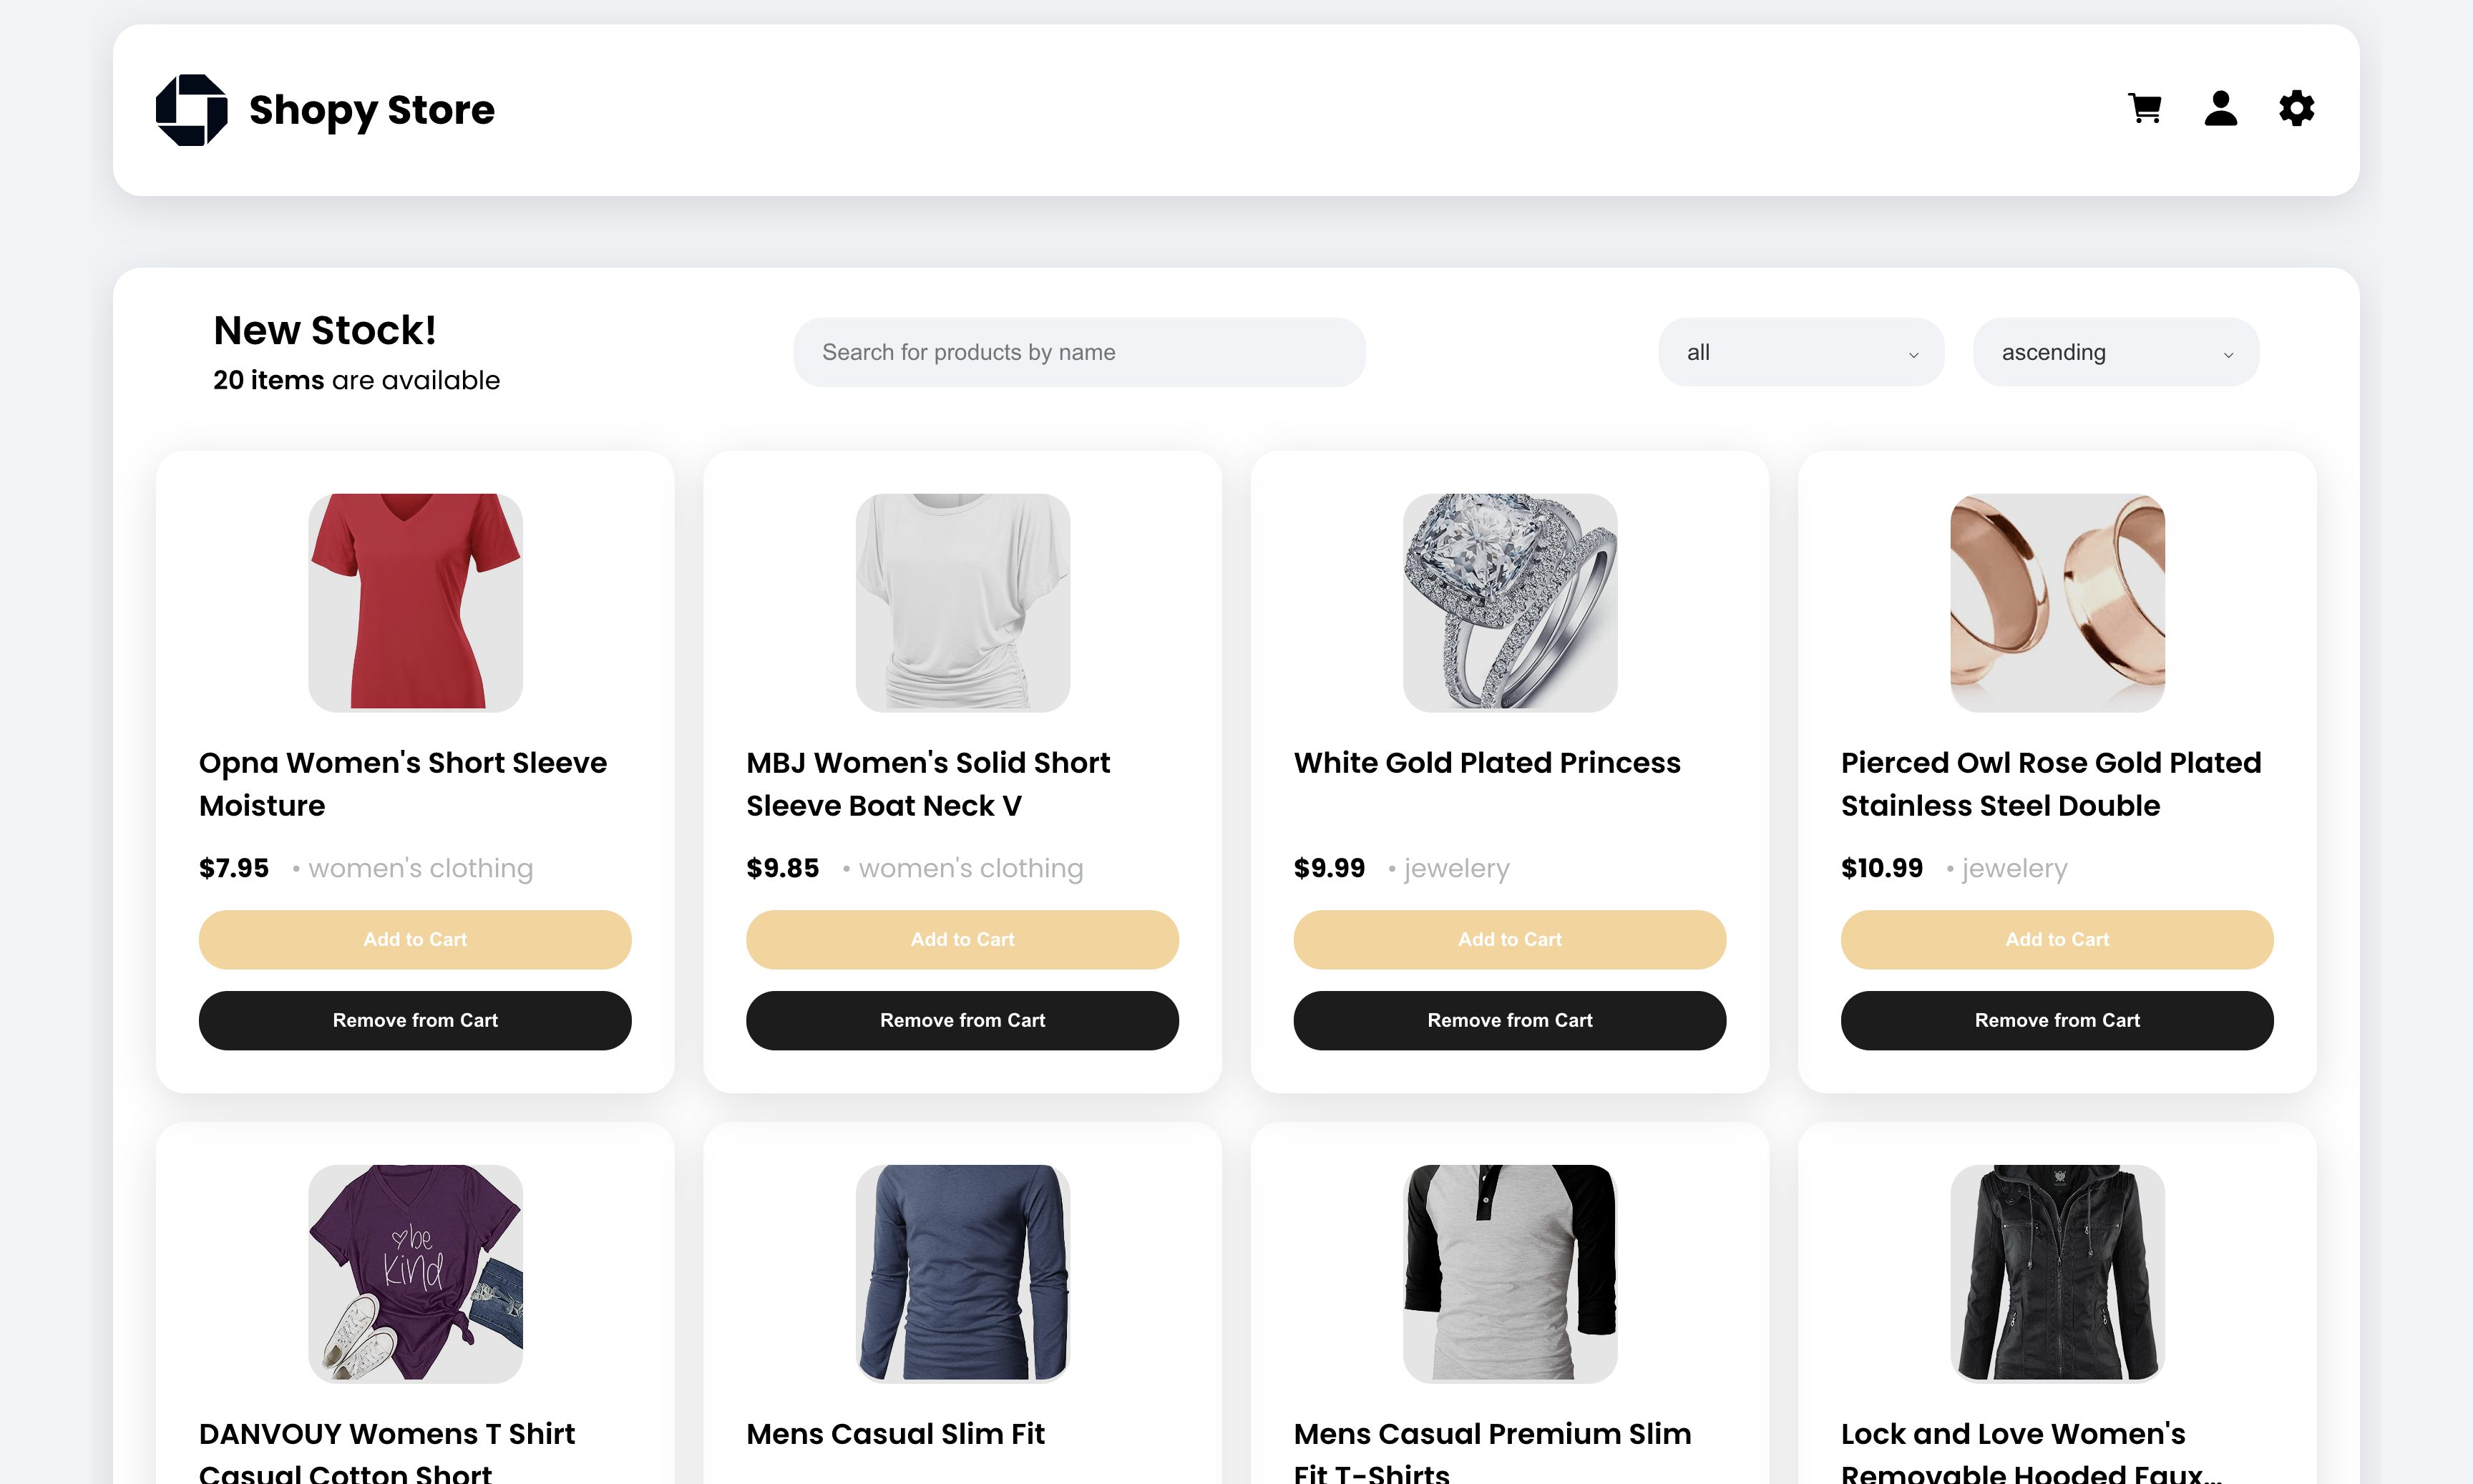 Shopy Store
New Stock!
20 items are available
Search for products by name
all
ascending
Opna Women's Short Sleeve
Moisture
$7.95 • women's clothing
Add to Cart
Remove from Cart
MBJ Women's Solid Short
Sleeve Boat Neck V
$9.85 • women's clothing
Add to Cart
Remove from Cart
White Gold Plated Princess
$9.99 • jewelery
Add to Cart
Remove from Cart
Pierced Owl Rose Gold Plated
Stainless Steel Double
$10.99 • jewelery
Add to Cart
Remove from Cart
be
kind
DANVOUY Womens T Shirt
Casual Cotton Short
Mens Casual Slim Fit
Mens Casual Premium Slim
Fit T-Shirts
Lock and Love Women's
Removable Hooded Faux...